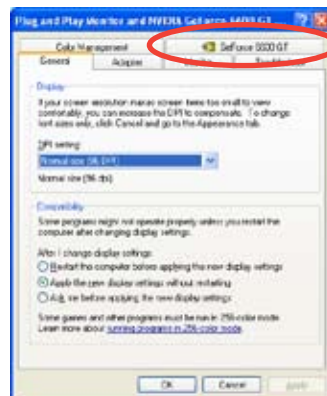 Plug and Play Monitor and NVIDIA GeForce 6600 GT
Color Management
GeForce 6600 GT
General
Adapter
Monitor
Troubleshoot
Display
If your screen resolution makes screen items too small to view
comfortably, you can increase the DPI to compensate. To change
font sizes only, click Cancel and go to the Appearance tab.
DPI setting:
Normal size (96 DPI)
Normal size (96 dpi)
Compatibility
Some programs might not operate properly unless you restart the
computer after changing display settings.
After I change display settings:
Restart the computer before applying the new display settings
Apply the new display settings without restarting
Ask me before applying the new display settings
Some games and other programs must be run in 256-color mode.
Learn more about running programs in 256-color mode.
OK
Cancel
Apply